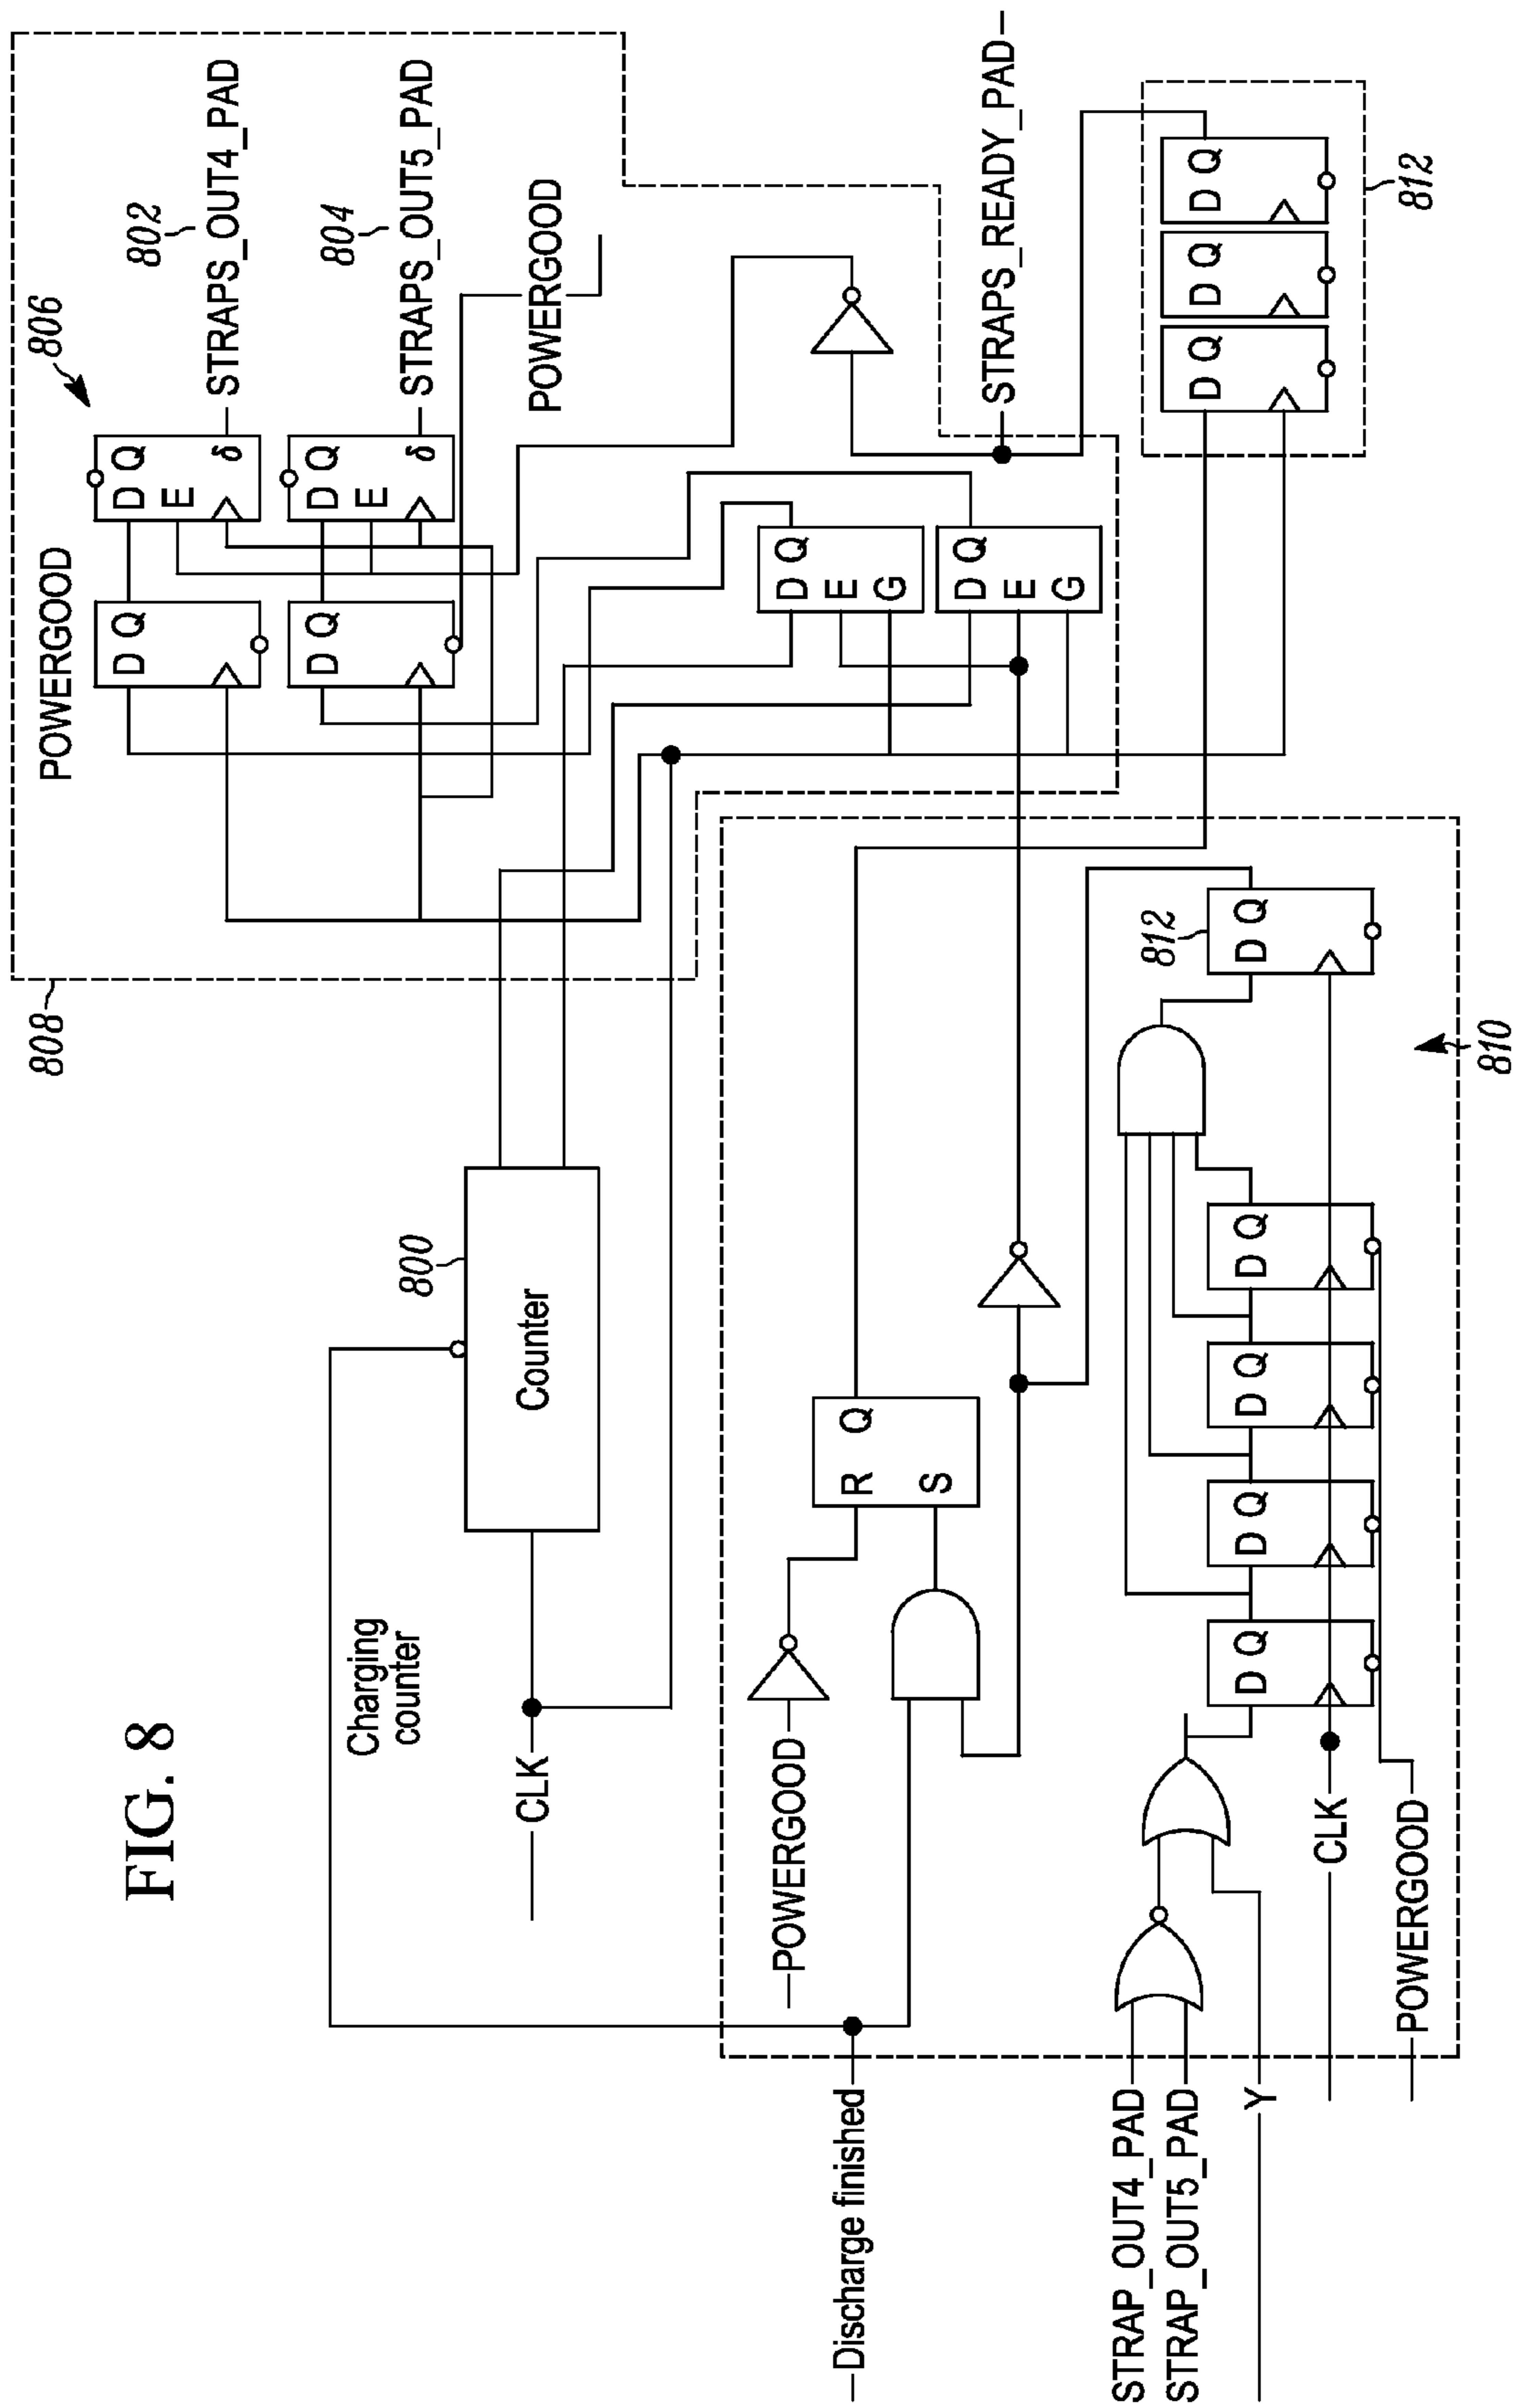 FIG. 8
Charging
counter
CLK
800
Counter
808
POWERGOOD
806
D Q
D Q
E
δ
802
STRAPS_OUT4_PAD
D Q
D Q
E
δ
804
STRAPS_OUT5_PAD
POWERGOOD
D Q
E
G
D Q
E
G
STRAPS_READY_PAD
D Q
D Q
D Q
812
POWERGOOD
R Q
S
Discharge finished
STRAP_OUT4_PAD
STRAP_OUT5_PAD
Y
CLK
POWERGOOD
D Q
D Q
D Q
D Q
812
D Q
810